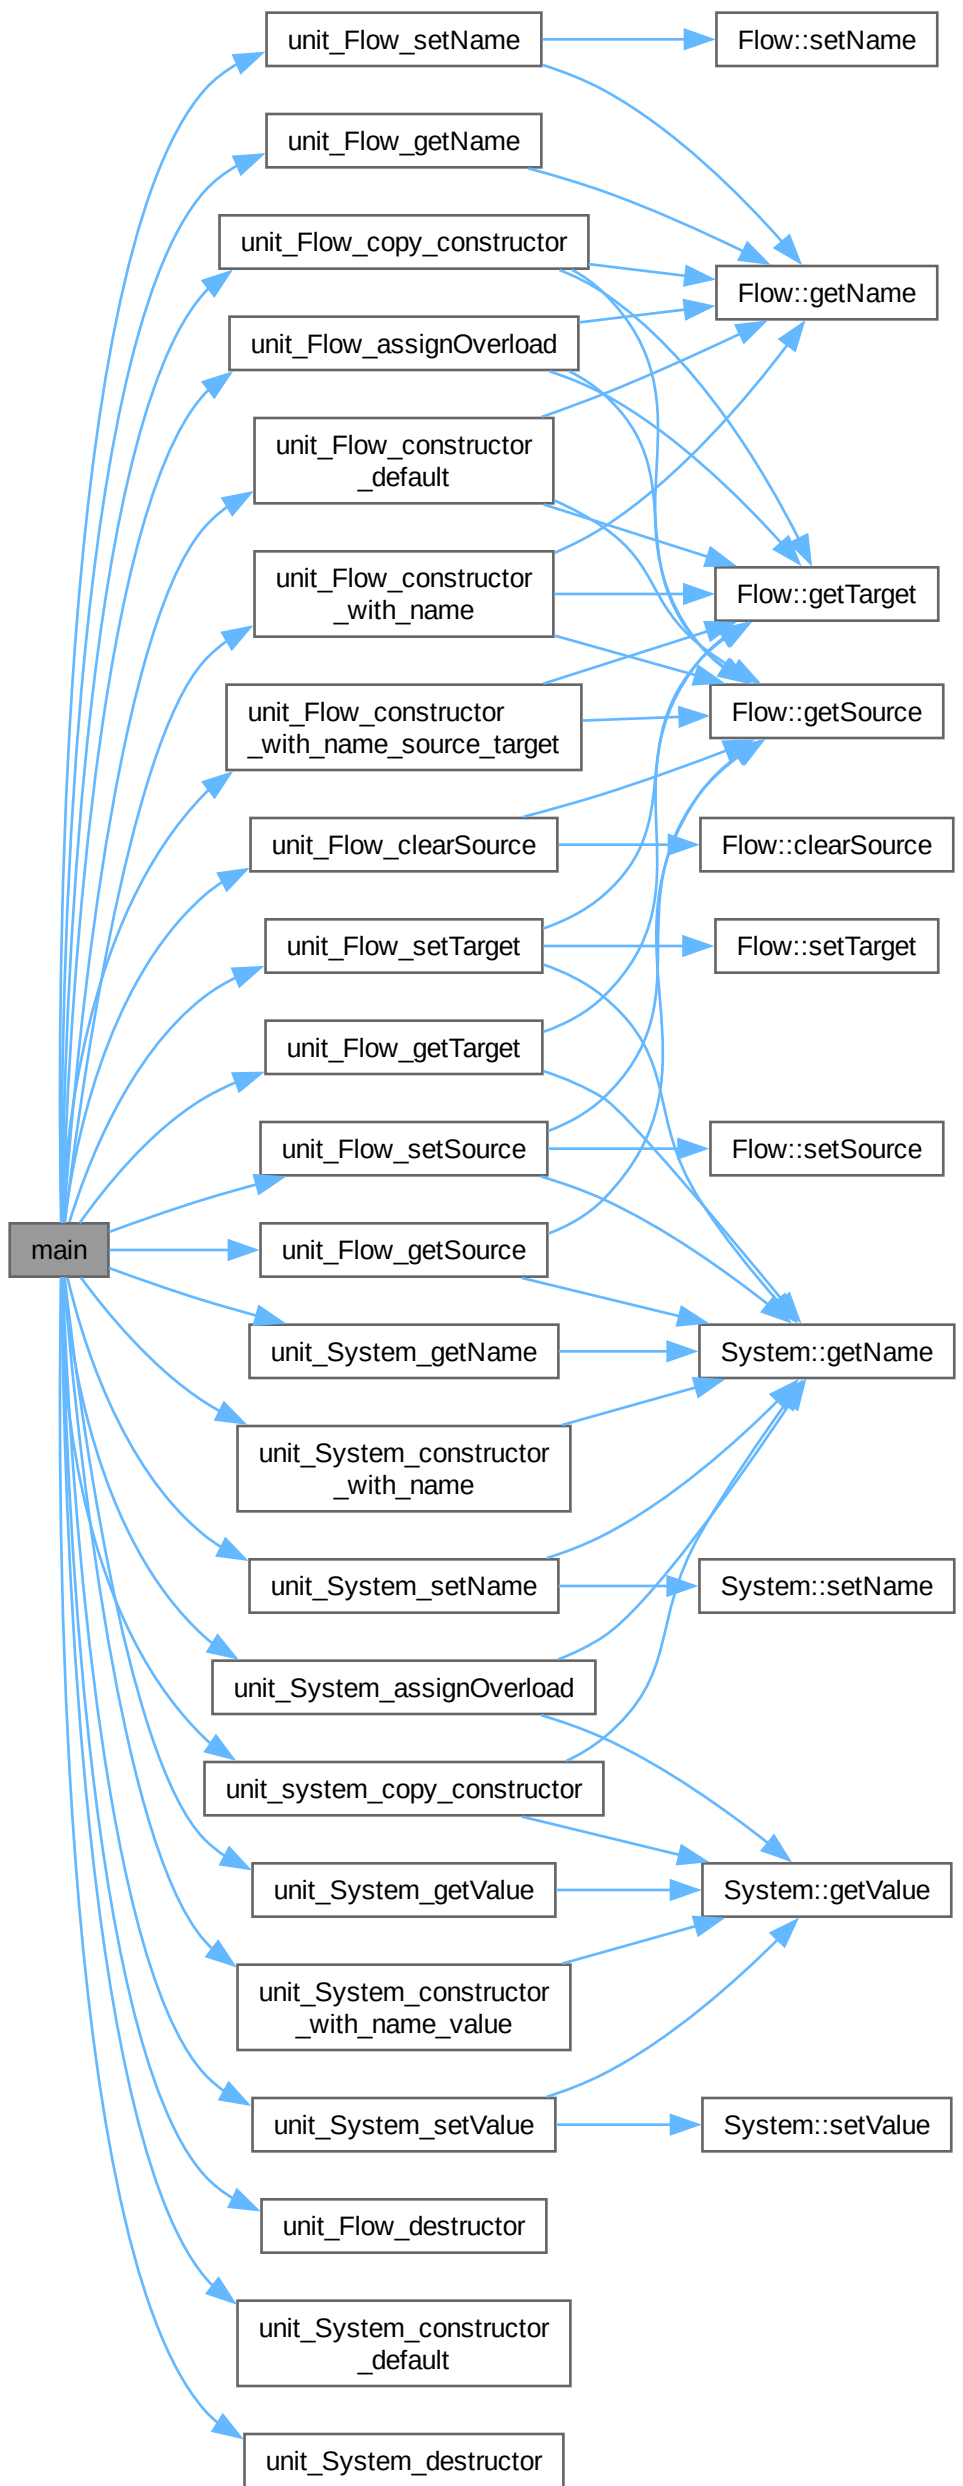 unit_Flow_setName
Flow::setName
unit_Flow_getName
unit_Flow_copy_constructor
Flow::getName
unit_Flow_assignOverload
unit_Flow_constructor
_default
unit_Flow_constructor
_with_name
Flow::getTarget
unit_Flow_constructor
_with_name_source_target
Flow::getSource
unit_Flow_clearSource
Flow::clearSource
unit_Flow_setTarget
Flow::setTarget
unit_Flow_getTarget
unit_Flow_setSource
Flow::setSource
main
unit_Flow_getSource
unit_System_getName
System::getName
unit_System_constructor
_with_name
unit_System_setName
System::setName
unit_System_assignOverload
unit_system_copy_constructor
unit_System_getValue
System::getValue
unit_System_constructor
_with_name_value
unit_System_setValue
System::setValue
unit_Flow_destructor
unit_System_constructor
_default
unit_System_destructor